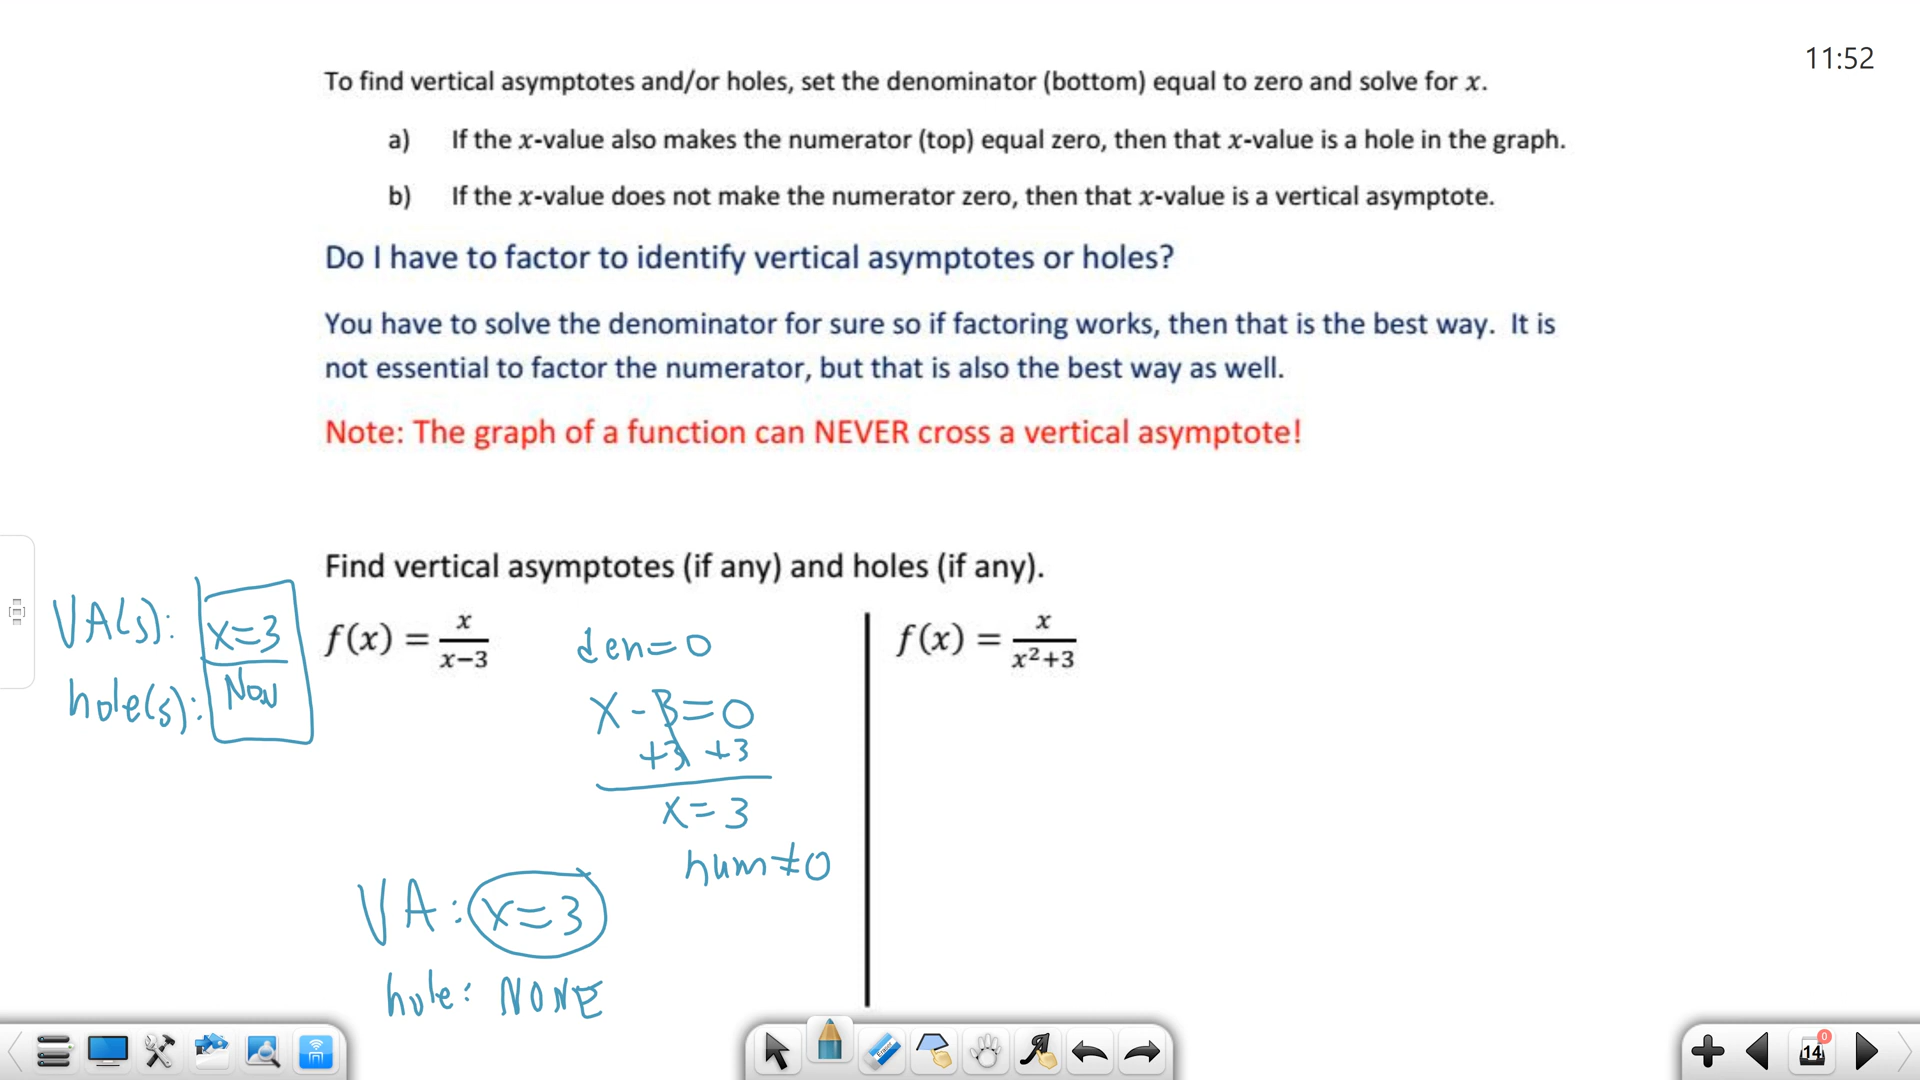 11:52
To find vertical asymptotes and/or holes, set the denominator (bottom) equal to zero and solve for x.
a) If the x-value also makes the numerator (top) equal zero, then that x-value is a hole in the graph.
b) If the x-value does not make the numerator zero, then that x-value is a vertical asymptote.
Do I have to factor to identify vertical asymptotes or holes?
You have to solve the denominator for sure so if factoring works, then that is the best way. It is
not essential to factor the numerator, but that is also the best way as well.
Note: The graph of a function can NEVER cross a vertical asymptote!
Find vertical asymptotes (if any) and holes (if any).
VA(s): x=3
hole(s):
f(x) = x/(x−3)
den=0
x-3=0
+3 +3
x=3
num≠0
VA: x=3
hole: NONE
f(x) = x/(x²+3)
Eraser
14
0